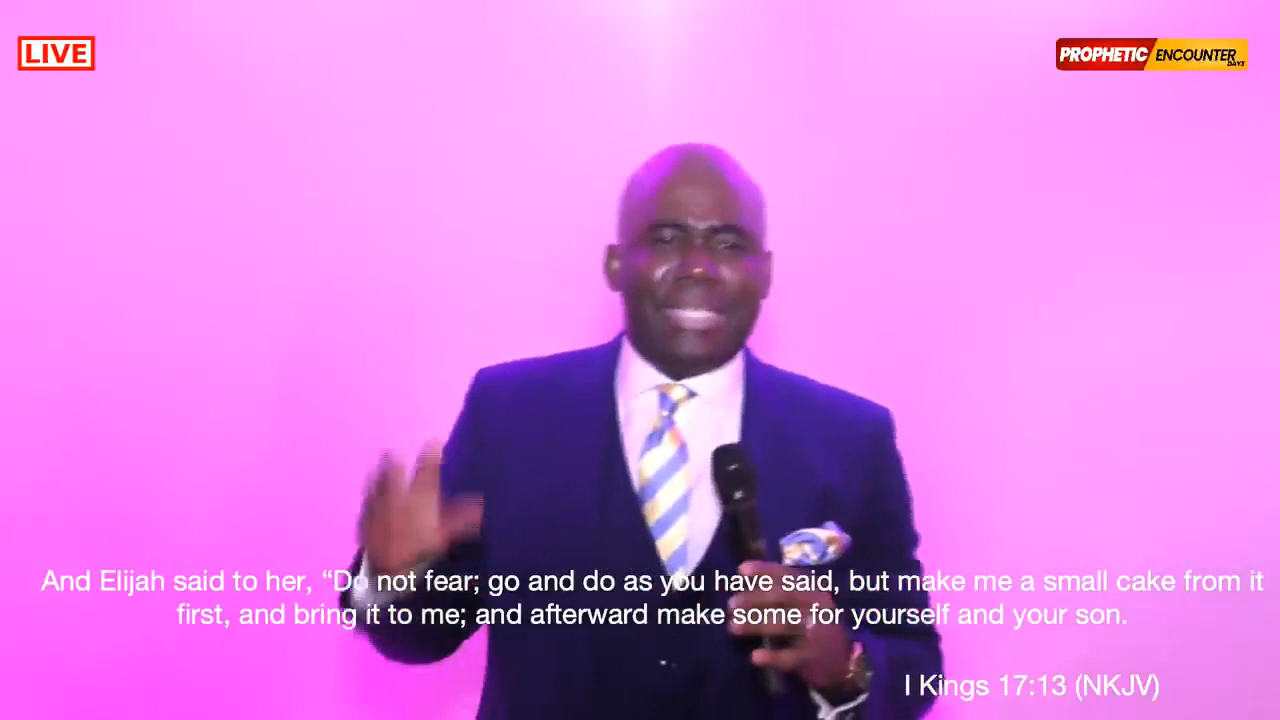 LIVE
PROPHETIC ENCOUNTER
DAYS
And Elijah said to her, “Do not fear; go and do as you have said, but make me a small cake from it
first, and bring it to me; and afterward make some for yourself and your son.
I Kings 17:13 (NKJV)